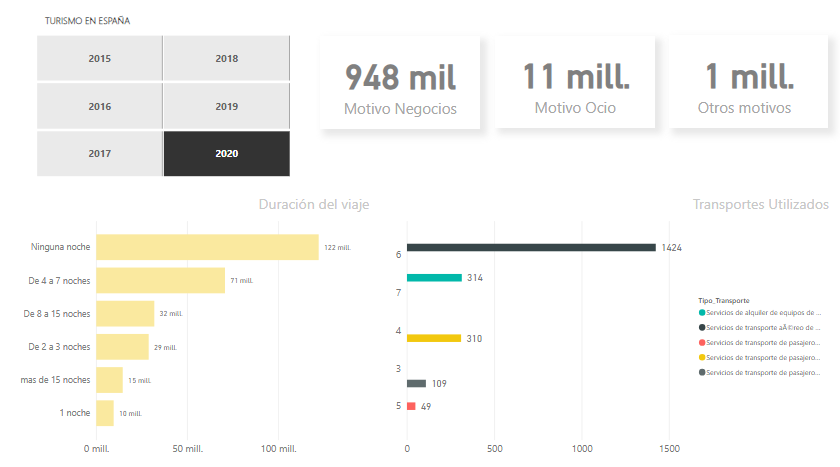 TURISMO EN ESPAÑA
2015
2018
2016
2019
2017
2020
948 mil
Motivo Negocios
11 mill.
Motivo Ocio
1 mill.
Otros motivos
Duración del viaje
Ninguna noche
122 mill.
De 4 a 7 noches
71 mill.
De 8 a 15 noches
32 mill.
De 2 a 3 noches
29 mill.
mas de 15 noches
15 mill.
1 noche
10 mill.
0 mill.
50 mill.
100 mill.
Transportes Utilizados
6
1424
7
314
4
310
3
109
5
49
0
500
1000
1500
Tipo_Transporte
Servicios de alquiler de equipos de ...
Servicios de transporte aÃ©reo de ...
Servicios de transporte de pasajero...
Servicios de transporte de pasajero...
Servicios de transporte de pasajero...